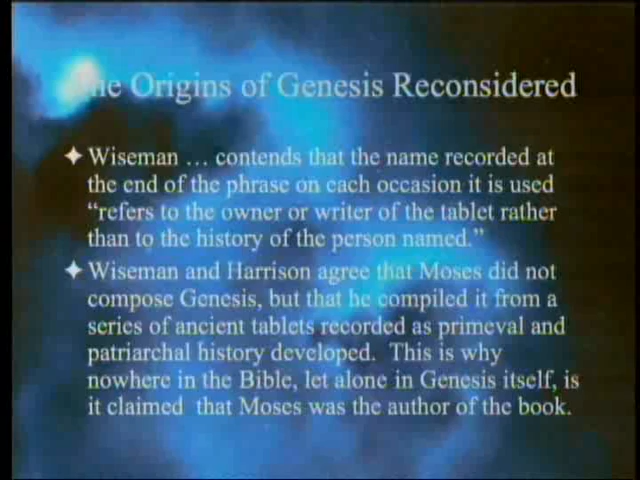 The Origins of Genesis Reconsidered
Wiseman … contends that the name recorded at
the end of the phrase on each occasion it is used
“refers to the owner or writer of the tablet rather
than to the history of the person named.”
Wiseman and Harrison agree that Moses did not
compose Genesis, but that he compiled it from a
series of ancient tablets recorded as primeval and
patriarchal history developed. This is why
nowhere in the Bible, let alone in Genesis itself, is
it claimed that Moses was the author of the book.